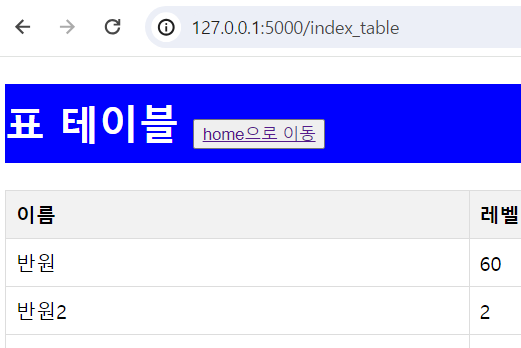 127.0.0.1:5000/index_table
표 테이블 home으로 이동
이름 레벨
반원 60
반원2 2